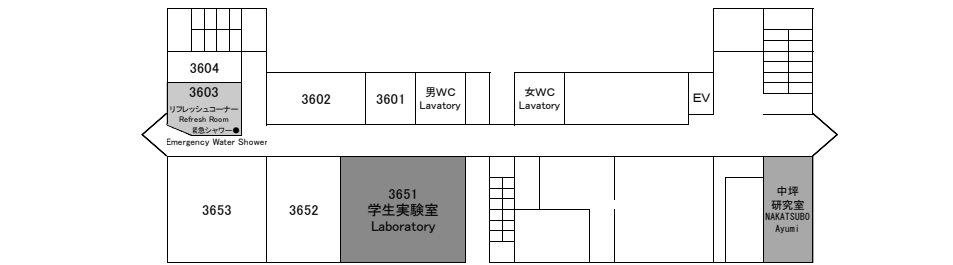 3604
3603
リフレッシュコーナー
Refresh Room
緊急シャワー●
Emergency Water Shower
3602
3601
男WC
Lavatory
女WC
Lavatory
EV
3653
3652
3651
学生実験室
Laboratory
中坪
研究室
NAKATSUBO
Ayumi